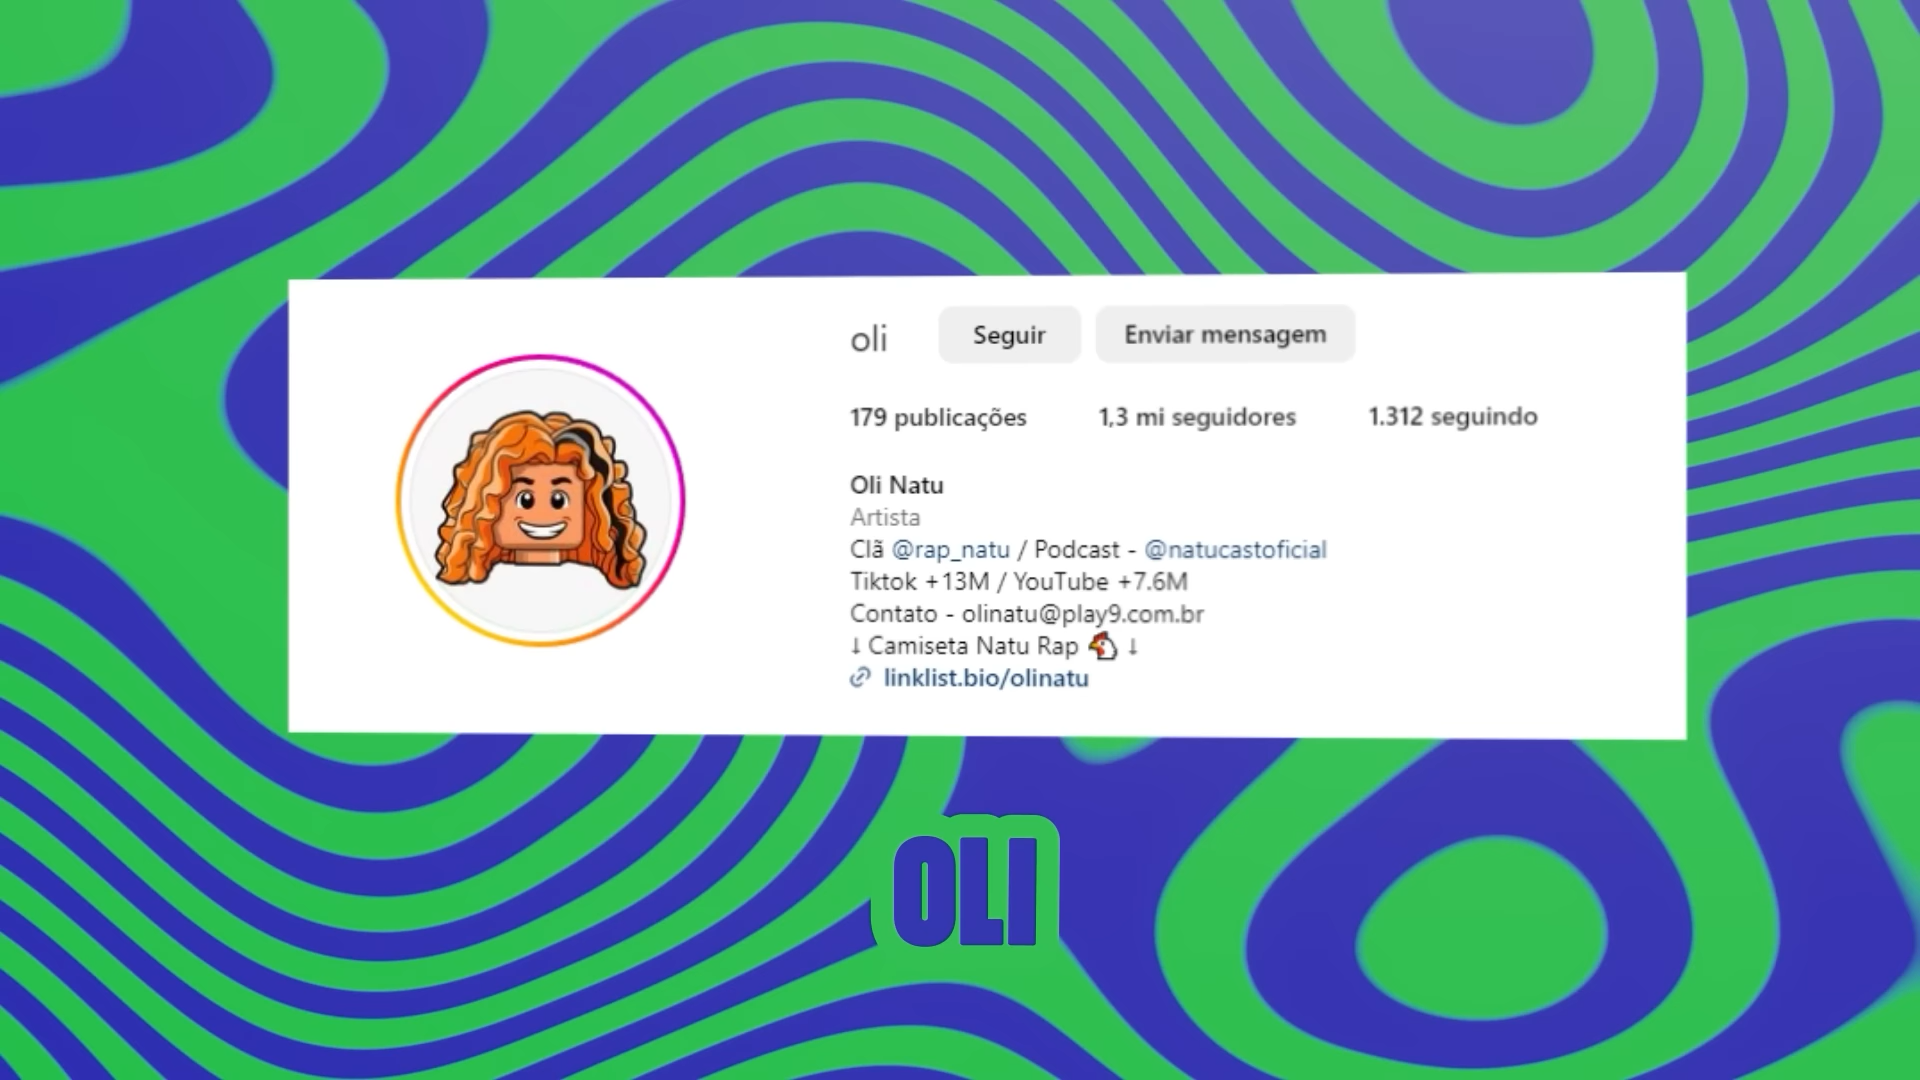 oli Seguir Enviar mensagem
179 publicações 1,3 mi seguidores 1.312 seguindo
Oli Natu
Artista
Clã @rap_natu / Podcast - @natucastoficial
Tiktok +13M / YouTube +7.6M
Contato - olinatu@play9.com.br
↓ Camiseta Natu Rap 🐔 ↓
linklist.bio/olinatu
OLI